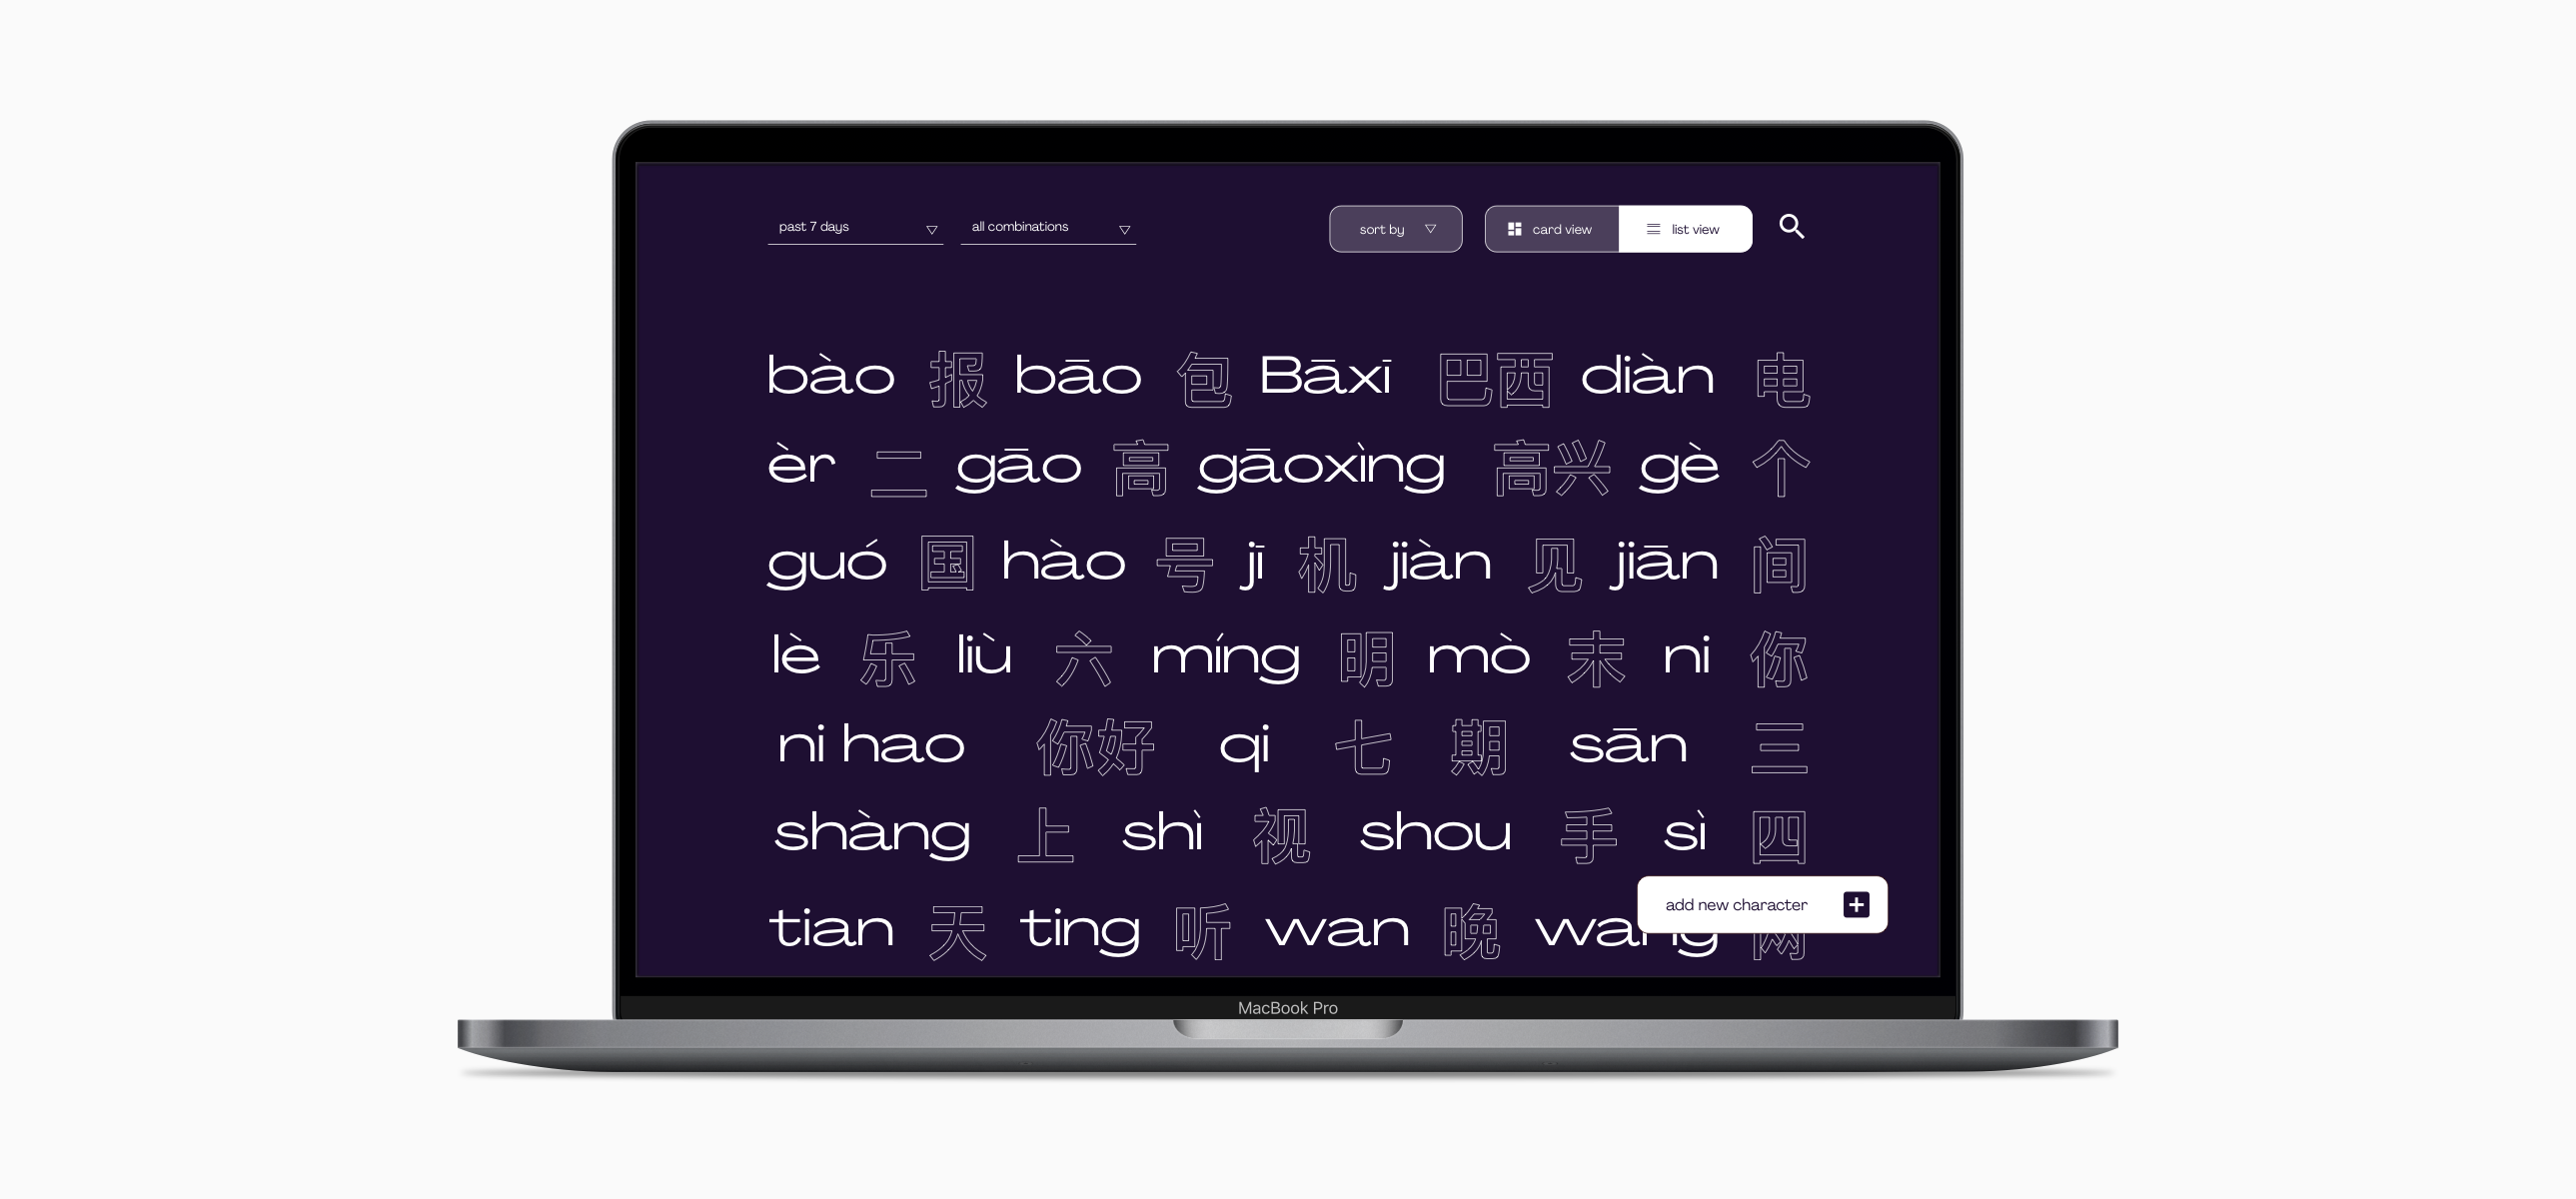 past 7 days all combinations sort by card view list view
bào 报 bāo 包 Bāxī 巴西 diàn 电
èr 二 gāo 高 gāoxìng 高兴 gè 个
guó 国 hào 号 jī 机 jiàn 见 jiān 间
lè 乐 liù 六 míng 明 mò 末 ni 你
ni hao 你好 qi 七 期 sān 三
shàng 上 shì 视 shou 手 sì 四
tian 天 ting 听 wan 晚 wang 网
add new character
MacBook Pro